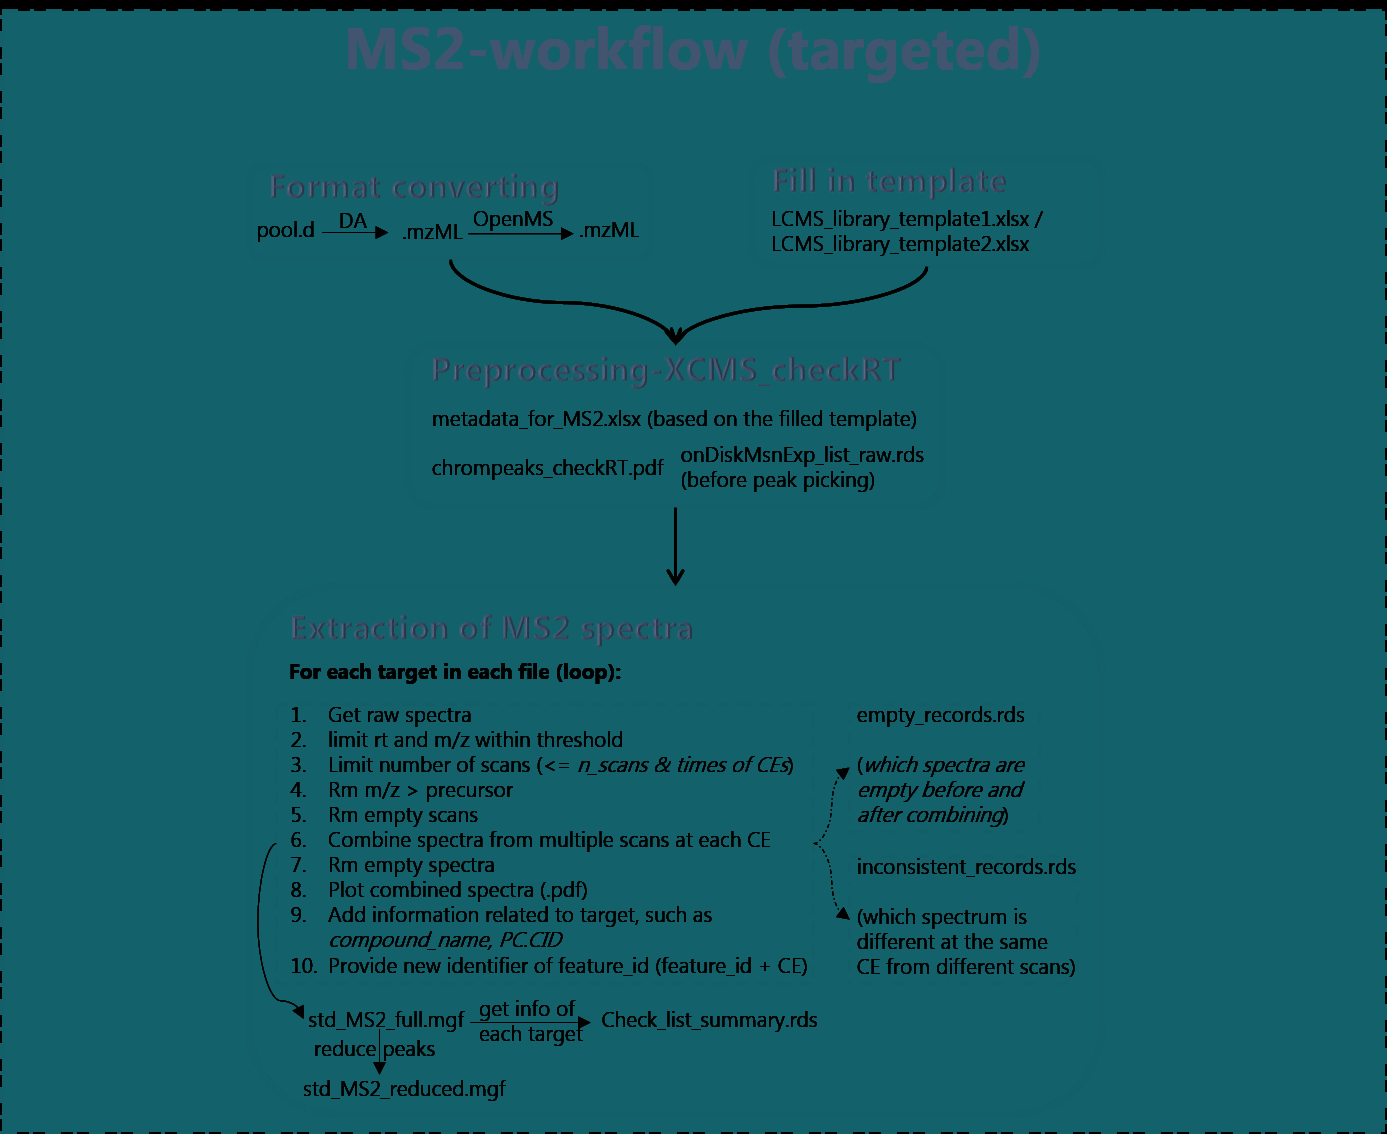 MS2-workflow (targeted)
Format converting
pool.d DA .mzML OpenMS .mzML
Fill in template
LCMS_library_template1.xlsx /
LCMS_library_template2.xlsx
Preprocessing-XCMS_checkRT
metadata_for_MS2.xlsx (based on the filled template)
chrompeaks_checkRT.pdf
onDiskMsnExp_list_raw.rds
(before peak picking)
Extraction of MS2 spectra
For each target in each file (loop):
1. Get raw spectra
2. limit rt and m/z within threshold
3. Limit number of scans (<= n_scans & times of CEs)
4. Rm m/z > precursor
5. Rm empty scans
6. Combine spectra from multiple scans at each CE
7. Rm empty spectra
8. Plot combined spectra (.pdf)
9. Add information related to target, such as
compound_name, PC.CID
10. Provide new identifier of feature_id (feature_id + CE)
empty_records.rds
(which spectra are
empty before and
after combining)
inconsistent_records.rds
(which spectrum is
different at the same
CE from different scans)
std_MS2_full.mgf
get info of
each target
Check_list_summary.rds
reduce peaks
std_MS2_reduced.mgf